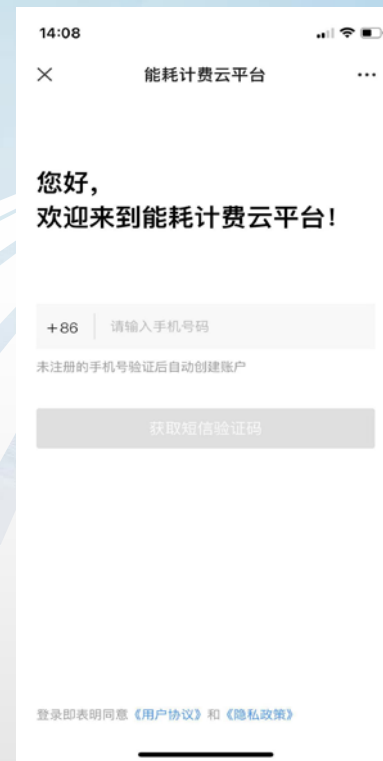 14:08
能耗计费云平台
您好，
欢迎来到能耗计费云平台！
+86 请输入手机号码
未注册的手机号验证后自动创建账户
获取短信验证码
登录即表明同意《用户协议》和《隐私政策》